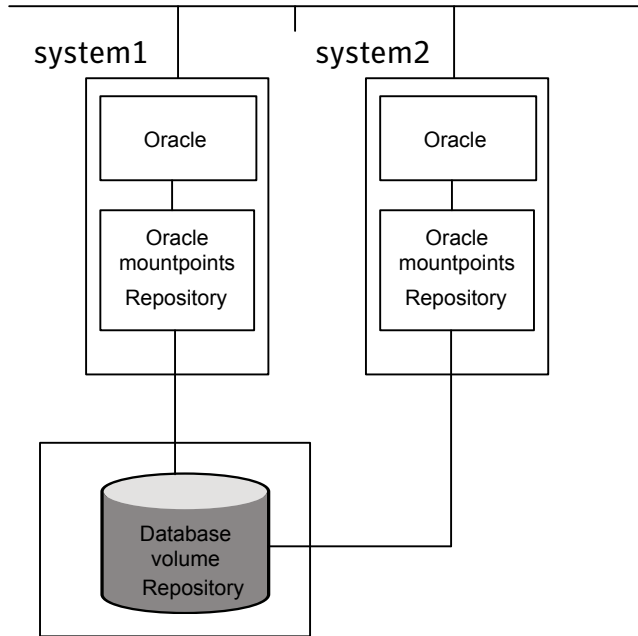 system1
system2
Oracle
Oracle
Oracle
mountpoints
Repository
Oracle
mountpoints
Repository
Database
volume
Repository